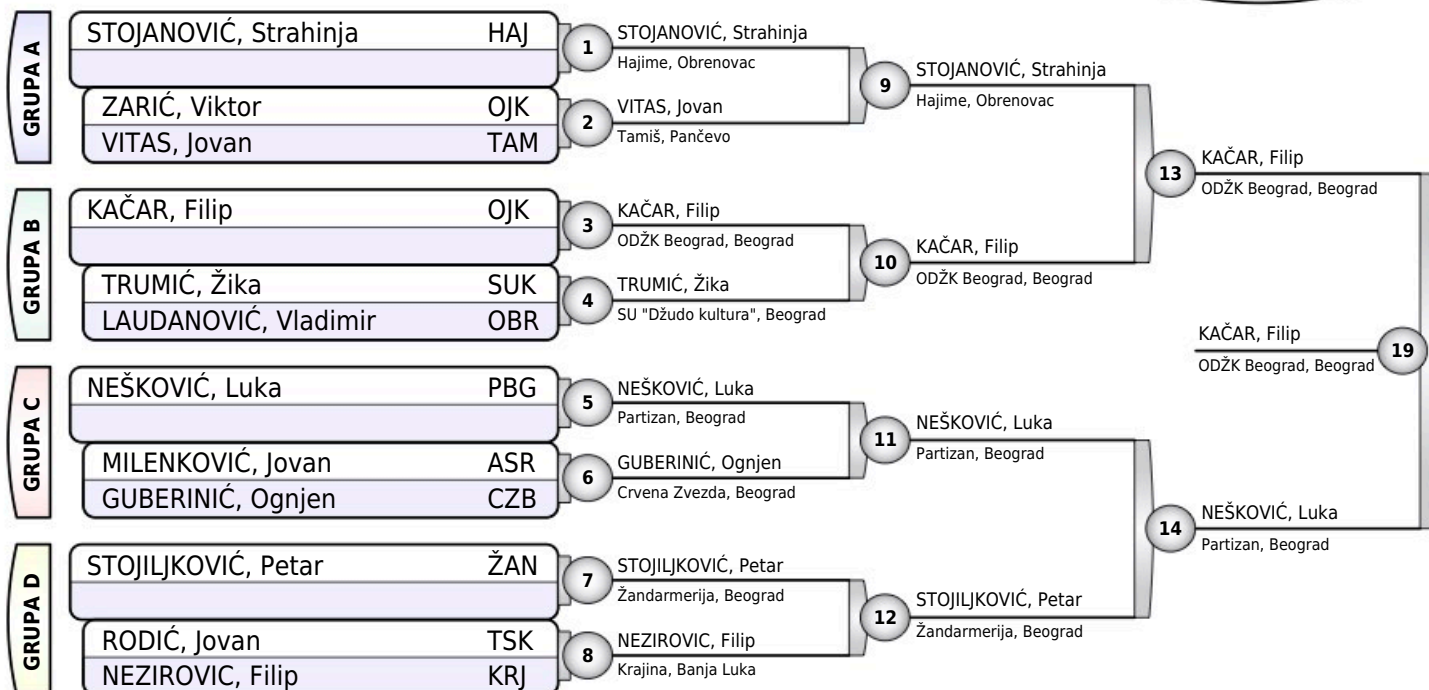 GRUPA A
STOJANOVIĆ, Strahinja HAJ
ZARIĆ, Viktor OJK
VITAS, Jovan TAM
GRUPA B
KAČAR, Filip OJK
TRUMIĆ, Žika SUK
LAUDANOVIĆ, Vladimir OBR
GRUPA C
NEŠKOVIĆ, Luka PBG
MILENKOVIĆ, Jovan ASR
GUBERINIĆ, Ognjen CZB
GRUPA D
STOJILJKOVIĆ, Petar ŽAN
RODIĆ, Jovan TSK
NEZIROVIC, Filip KRJ
1
STOJANOVIĆ, Strahinja
Hajime, Obrenovac
2
VITAS, Jovan
Tamiš, Pančevo
3
KAČAR, Filip
ODŽK Beograd, Beograd
4
TRUMIĆ, Žika
SU "Džudo kultura", Beograd
5
NEŠKOVIĆ, Luka
Partizan, Beograd
6
GUBERINIĆ, Ognjen
Crvena Zvezda, Beograd
7
STOJILJKOVIĆ, Petar
Žandarmerija, Beograd
8
NEZIROVIC, Filip
Krajina, Banja Luka
9
STOJANOVIĆ, Strahinja
Hajime, Obrenovac
10
KAČAR, Filip
ODŽK Beograd, Beograd
11
NEŠKOVIĆ, Luka
Partizan, Beograd
12
STOJILJKOVIĆ, Petar
Žandarmerija, Beograd
13
KAČAR, Filip
ODŽK Beograd, Beograd
14
NEŠKOVIĆ, Luka
Partizan, Beograd
KAČAR, Filip
ODŽK Beograd, Beograd
19